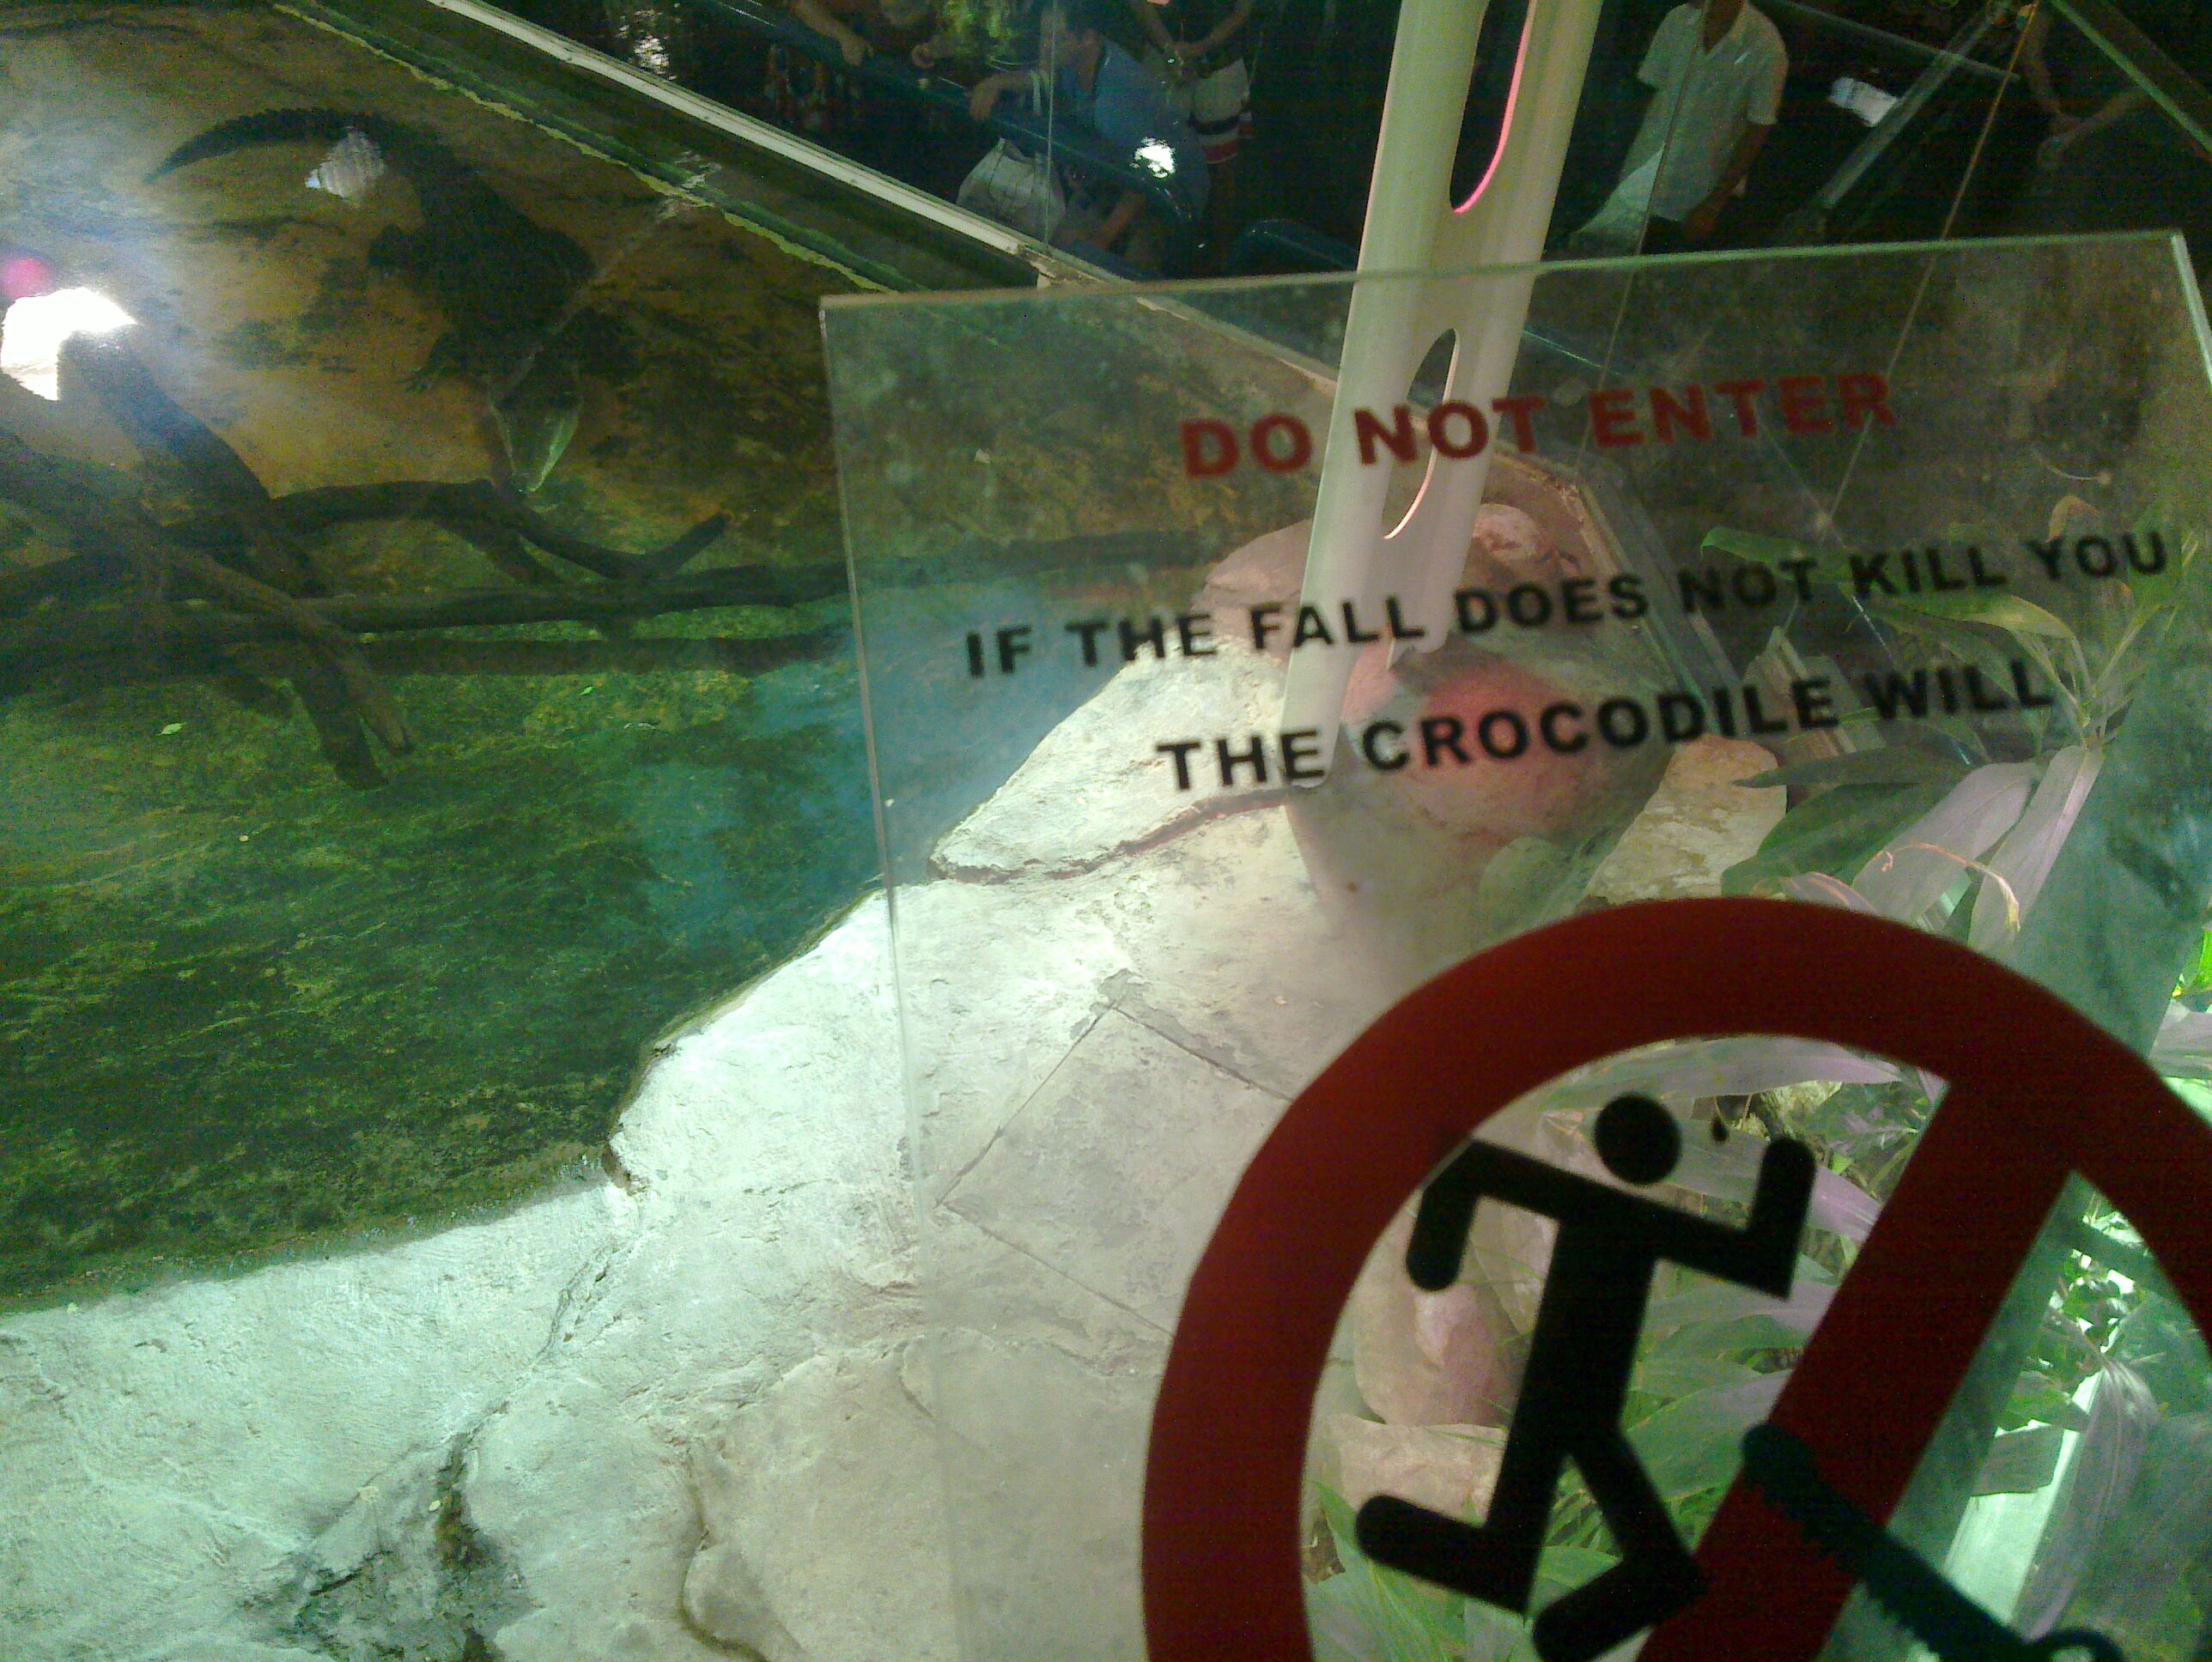 DO NOT ENTER
IF THE FALL DOES NOT KILL YOU
THE CROCODILE WILL